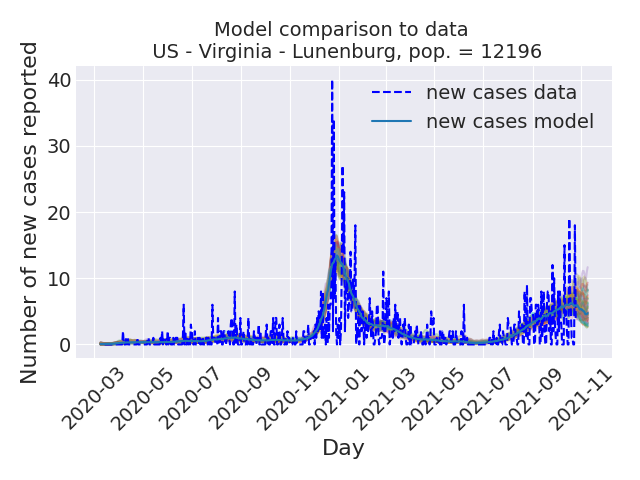 Model comparison to data
US - Virginia - Lunenburg, pop. = 12196
Number of new cases reported
40
30
20
10
0
new cases data
new cases model
2020-03
2020-05
2020-07
2020-09
2020-11
2021-01
2021-03
2021-05
2021-07
2021-09
2021-11
Day